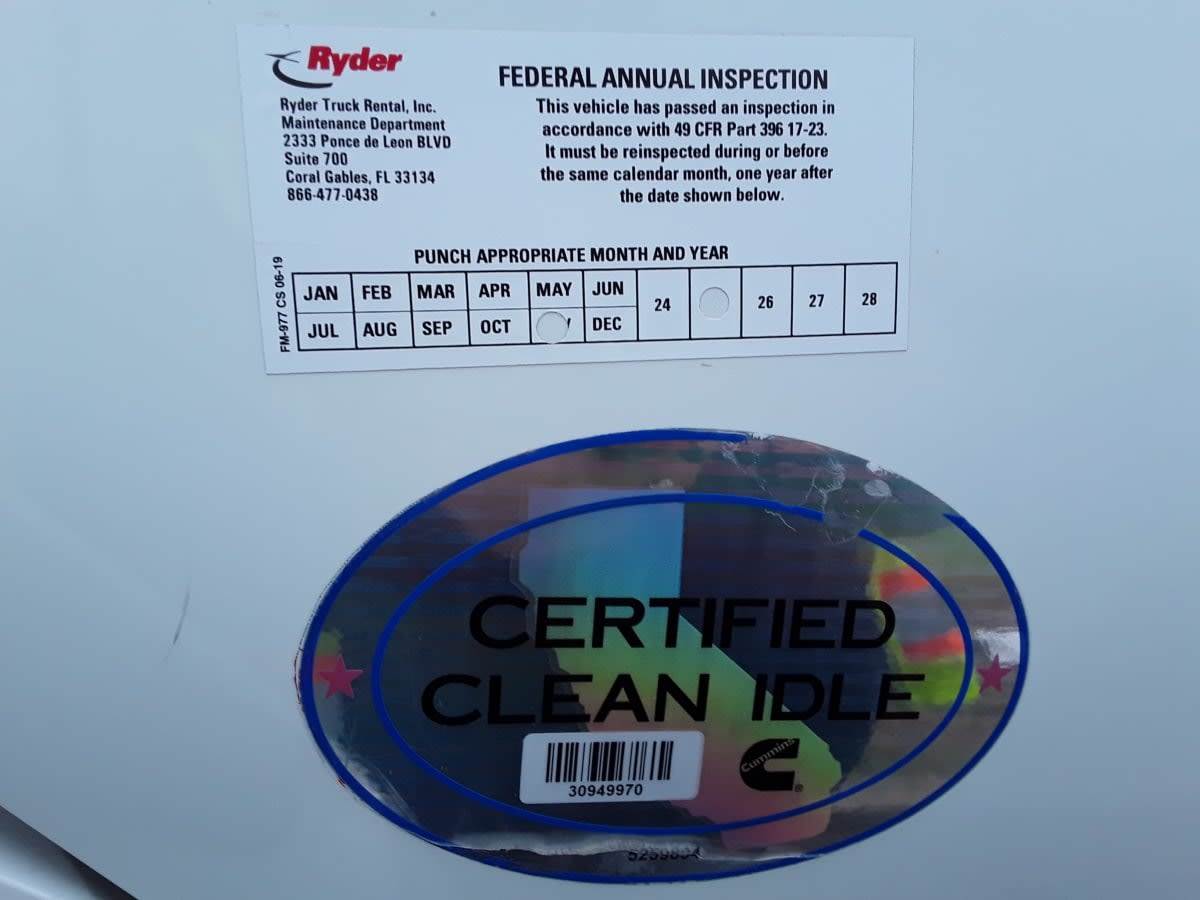 Ryder
Ryder Truck Rental, Inc.
Maintenance Department
2333 Ponce de Leon BLVD
Suite 700
Coral Gables, FL 33134
866-477-0438
FEDERAL ANNUAL INSPECTION
This vehicle has passed an inspection in
accordance with 49 CFR Part 396 17-23.
It must be reinspected during or before
the same calendar month, one year after
the date shown below.
PUNCH APPROPRIATE MONTH AND YEAR
FM-977 CS 06-19
JAN FEB MAR APR MAY JUN 24 26 27 28
JUL AUG SEP OCT DEC
CERTIFIED
CLEAN IDLE
Cummins
30949970